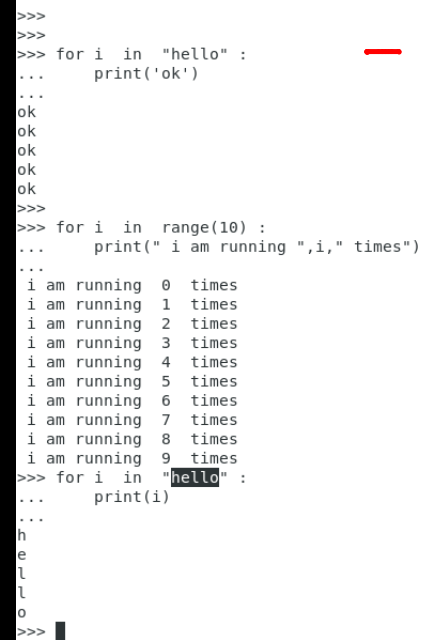 >>>
>>>
>>> for i  in  "hello" :
...     print('ok')
...
ok
ok
ok
ok
ok
>>>
>>> for i  in  range(10) :
...     print(" i am running ",i," times")
...
 i am running  0  times
 i am running  1  times
 i am running  2  times
 i am running  3  times
 i am running  4  times
 i am running  5  times
 i am running  6  times
 i am running  7  times
 i am running  8  times
 i am running  9  times
>>> for i  in  "hello" :
...     print(i)
...
h
e
l
l
o
>>>